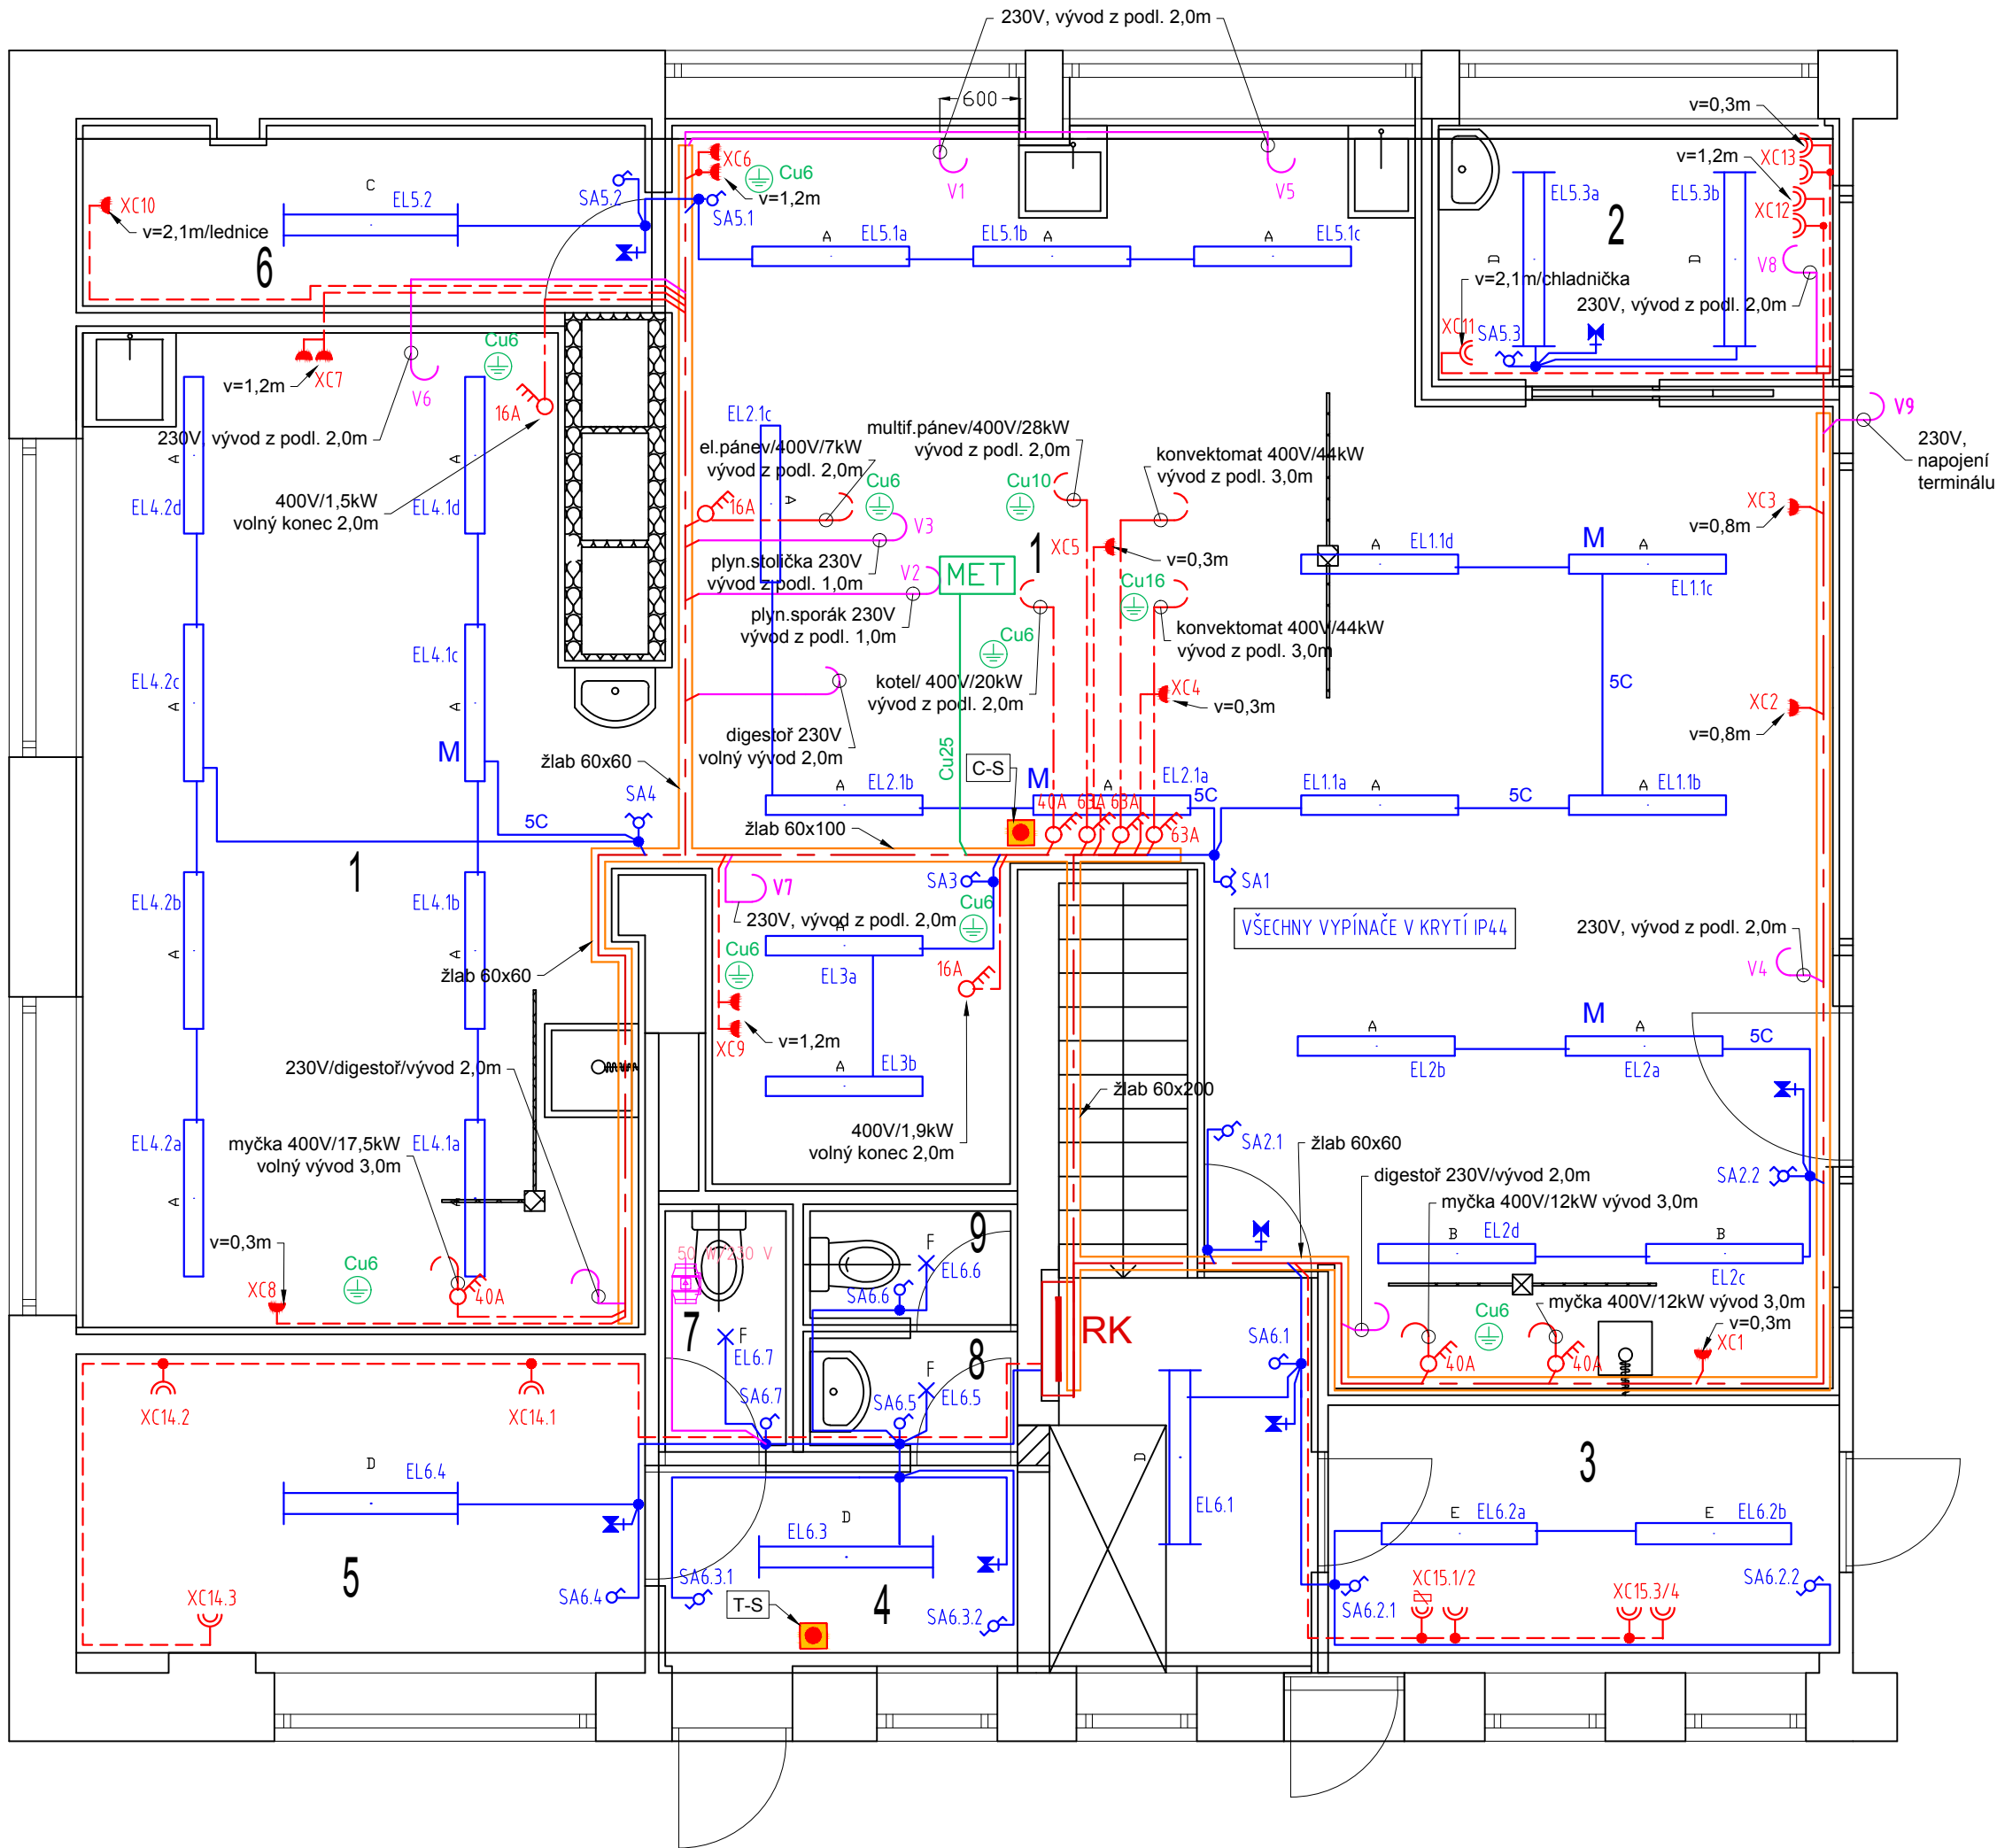 230V, vývod z podl. 2,0m
600
v=0,3m
XC6
Cu6
v=1,2m
V1
V5
XC13
v=1,2m
XC12
C
EL5.2
SA5.2
SA5.1
XC10
v=2,1m/lednice
6
A
EL5.1a
EL5.1b
A
A
EL5.1c
EL5.3a
EL5.3b
2
D
D
V8
v=2,1m/chladnička
230V, vývod z podl. 2,0m
XC11
SA5.3
Cu6
v=1,2m
XC7
V6
16A
230V, vývod z podl. 2,0m
400V/1,5kW
volný konec 2,0m
EL2.1c
A
multif.pánev/400V/28kW
vývod z podl. 2,0m
el.pánev/400V/7kW
vývod z podl. 2,0m
konvektomat 400V/44kW
vývod z podl. 3,0m
V9
230V,
napojení
terminálu
A
EL4.2d
A
EL4.1d
16A
Cu6
Cu10
V3
XC5
v=0,3m
1
XC3
v=0,8m
plyn.stolička 230V
vývod z podl. 1,0m
V2
MET
Cu16
A
EL1.1d
M
A
EL1.1c
plyn.sporák 230V
vývod z podl. 1,0m
Cu6
konvektomat 400V/44kW
vývod z podl. 3,0m
EL4.2c
A
EL4.1c
A
M
kotel/ 400V/20kW
vývod z podl. 2,0m
XC4
v=0,3m
5C
XC2
v=0,8m
digestoř 230V
volný vývod 2,0m
Cu25
C-S
žlab 60x60
SA4
5C
A
EL2.1b
M
A
EL2.1a
5C
A
EL1.1a
5C
A
EL1.1b
40A
63A
63A
63A
žlab 60x100
1
EL4.2b
A
EL4.1b
A
V7
230V, vývod z podl. 2,0m
SA3
Cu6
SA1
VŠECHNY VYPÍNAČE V KRYTÍ IP44
230V, vývod z podl. 2,0m
V4
žlab 60x60
Cu6
A
EL3a
16A
XC9
v=1,2m
A
EL3b
230V/digestoř/vývod 2,0m
A
EL2b
M
A
EL2a
5C
žlab 60x200
400V/1,9kW
volný konec 2,0m
EL4.2a
A
EL4.1a
A
myčka 400V/17,5kW
volný vývod 3,0m
SA2.1
žlab 60x60
digestoř 230V/vývod 2,0m
myčka 400V/12kW vývod 3,0m
SA2.2
v=0,3m
XC8
Cu6
40A
50 W/230 V
7
9
F
EL6.6
SA6.6
B
EL2d
B
EL2c
myčka 400V/12kW vývod 3,0m
v=0,3m
Cu6
XC1
40A
40A
F
EL6.7
SA6.7
8
F
EL6.5
SA6.5
RK
SA6.1
XC14.2
XC14.1
D
EL6.4
D
EL6.1
3
D
EL6.3
E
EL6.2a
E
EL6.2b
5
XC14.3
SA6.4
SA6.3.1
T-S
4
SA6.3.2
SA6.2.1
XC15.1/2
XC15.3/4
SA6.2.2